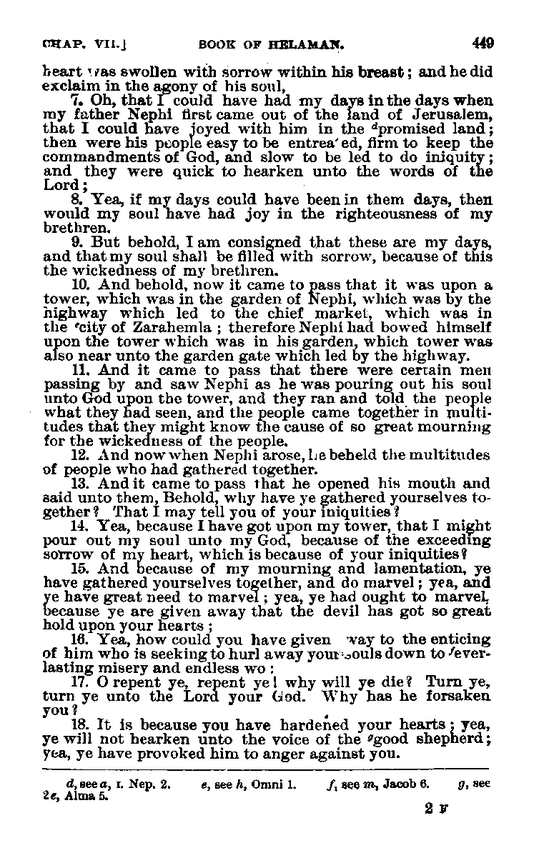 CHAP. VII.] BOOK OF HELAMAN. 449
heart was swollen with sorrow within his breast; and he did
exclaim in the agony of his soul,
7. Oh, that I could have had my days in the days when
my father Nephi first came out of the land of Jerusalem,
that I could have joyed with him in the dpromised land;
then were his people easy to be entrea'ed, firm to keep the
commandments of God, and slow to be led to do iniquity;
and they were quick to hearken unto the words of the
Lord;
8. Yea, if my days could have been in them days, then
would my soul have had joy in the righteousness of my
brethren.
9. But behold, I am consigned that these are my days,
and that my soul shall be filled with sorrow, because of this
the wickedness of my brethren.
10. And behold, now it came to pass that it was upon a
tower, which was in the garden of Nephi, which was by the
highway which led to the chief market, which was in
the ecity of Zarahemla; therefore Nephi had bowed himself
upon the tower which was in his garden, which tower was
also near unto the garden gate which led by the highway.
11. And it came to pass that there were certain men
passing by and saw Nephi as he was pouring out his soul
unto God upon the tower, and they ran and told the people
what they had seen, and the people came together in multi-
tudes that they might know the cause of so great mourning
for the wickedness of the people.
12. And now when Nephi arose, he beheld the multitudes
of people who had gathered together.
13. And it came to pass that he opened his mouth and
said unto them, Behold, why have ye gathered yourselves to-
gether? That I may tell you of your iniquities?
14. Yea, because I have got upon my tower, that I might
pour out my soul unto my God, because of the exceeding
sorrow of my heart, which is because of your iniquities?
15. And because of my mourning and lamentation, ye
have gathered yourselves together, and do marvel; yea, and
ye have great need to marvel; yea, ye had ought to marvel,
because ye are given away that the devil has got so great
hold upon your hearts;
16. Yea, how could you have given way to the enticing
of him who is seeking to hurl away your souls down to fever-
lasting misery and endless wo:
17. O repent ye, repent ye! why will ye die? Turn ye,
turn ye unto the Lord your God. Why has he forsaken
you?
18. It is because you have hardened your hearts; yea,
ye will not hearken unto the voice of the ggood shepherd;
yea, ye have provoked him to anger against you.
d, see a, 1. Nep. 2. e, see h, Omni 1. f, see m, Jacob 6. g, see
2e, Alma 5.
2 F